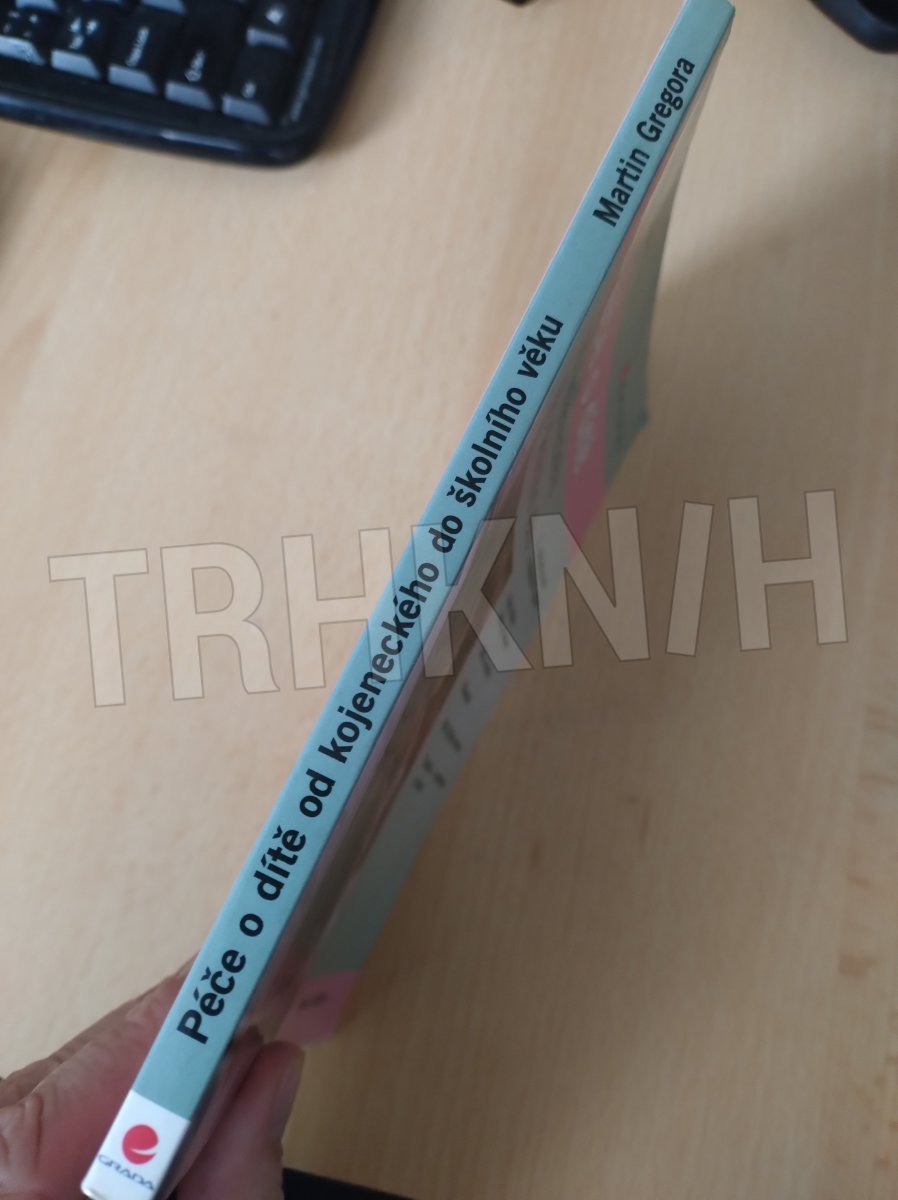 Péče o dítě od kojeneckého do školního věku
Martin Gregora
GRADA
TRHKNIH